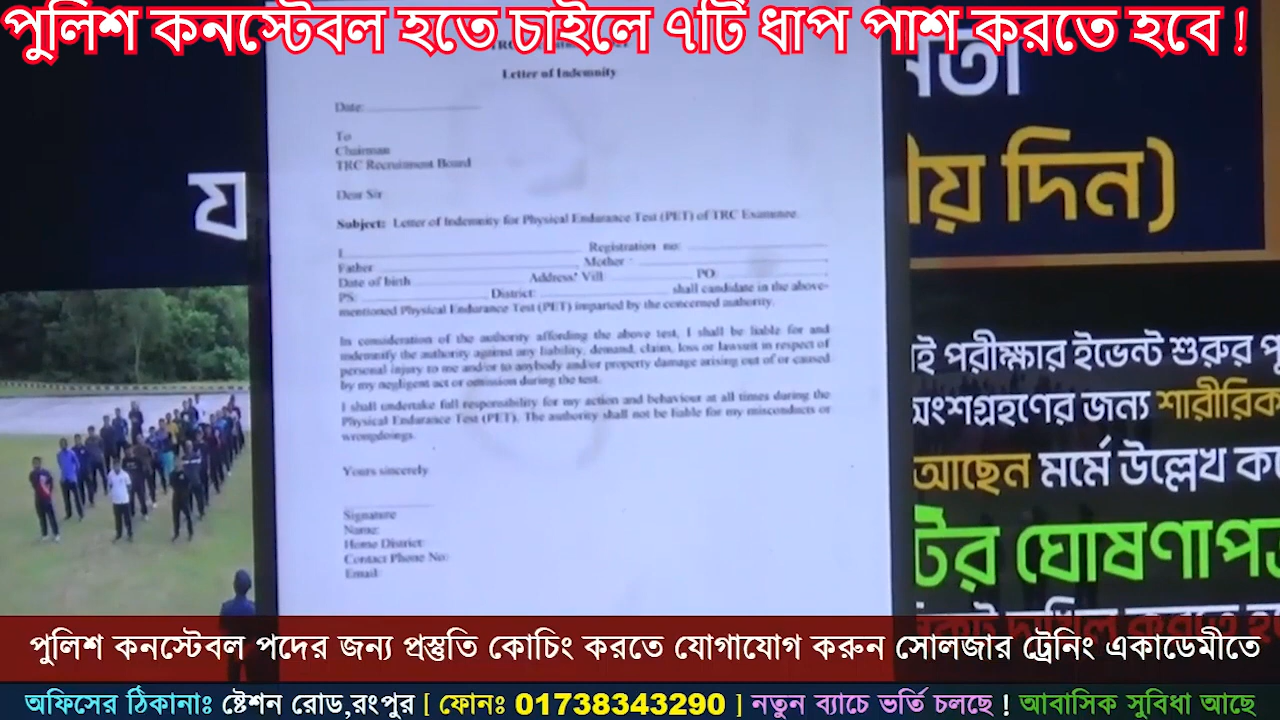 পুলিশ কনস্টেবল হতে চাইলে ৭টি ধাপ পাশ করতে হবে !
Letter of Indemnity
Date:
To
Chairman
TRC Recruitment Board
Dear Sir
Subject: Letter of Indemnity for Physical Endurance Test (PET) of TRC Examinee.
I Registration no:
Father Mother :
Date of birth Address: Vill PO:
PS: District: shall candidate in the above-
mentioned Physical Endurance Test (PET) imparted by the concerned authority.
In consideration of the authority affording the above test, I shall be liable for and
indemnify the authority against any liability, demand, claim, loss or lawsuit in respect of
personal injury to me and/or to anybody and/or property damage arising out of or caused
by my negligent act or omission during the test.
I shall undertake full responsibility for my action and behaviour at all times during the
Physical Endurance Test (PET). The authority shall not be liable for my misconducts or
wrongdoings.
Yours sincerely
Signature
Name:
Home District:
Contact Phone No:
Email:
য
দিন)
পরীক্ষার ইভেন্ট শুরুর
অংশগ্রহণের জন্য শারীরিক
আছেন মর্মে উল্লেখ
ঘোষণাপত্র
পুলিশ কনস্টেবল পদের জন্য প্রস্তুতি কোচিং করতে যোগাযোগ করুন সোলজার ট্রেনিং একাডেমীতে
অফিসের ঠিকানাঃ ষ্টেশন রোড,রংপুর [ ফোনঃ 01738343290 ] নতুন ব্যাচে ভর্তি চলছে ! আবাসিক সুবিধা আছে